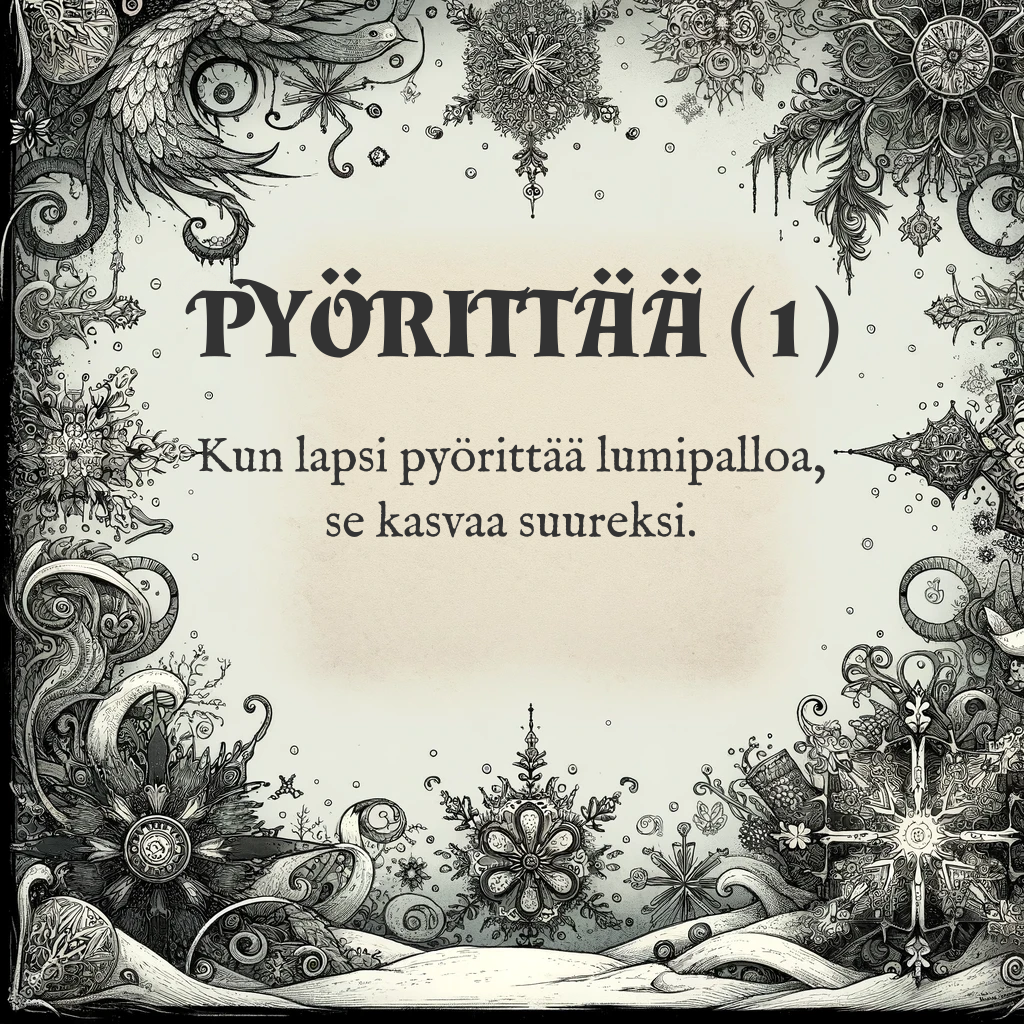 PYÖRITTÄÄ (1)
Kun lapsi pyörittää lumipalloa,
se kasvaa suureksi.